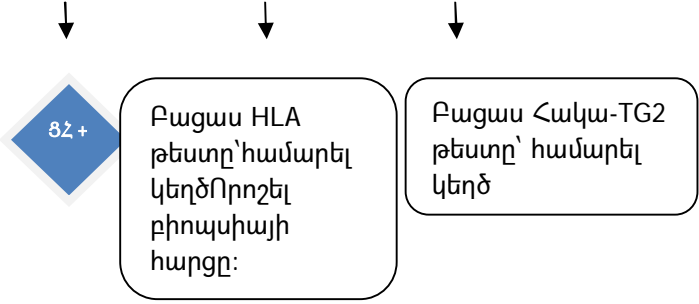 ՑՀ +
Բացաս HLA
թեստը՝համարել
կեղծՈրոշել
բիոպսիայի
հարցը։
Բացաս Հակա-TG2
թեստը՝ համարել
կեղծ